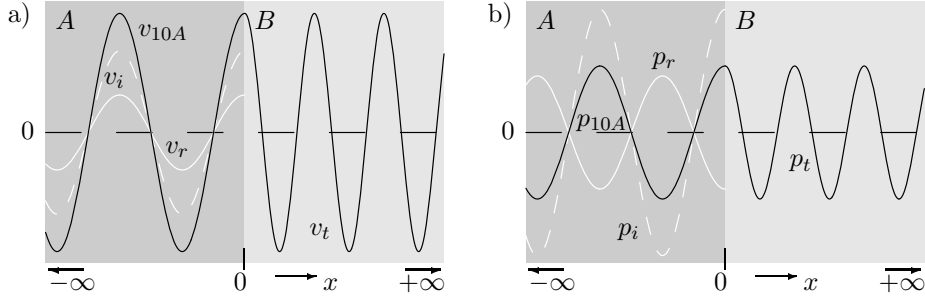 a) A v10A B
vi
0
vr
vt
−∞ 0 x +∞
b) A B
pr
0 p10A
pt
pi
−∞ 0 x +∞